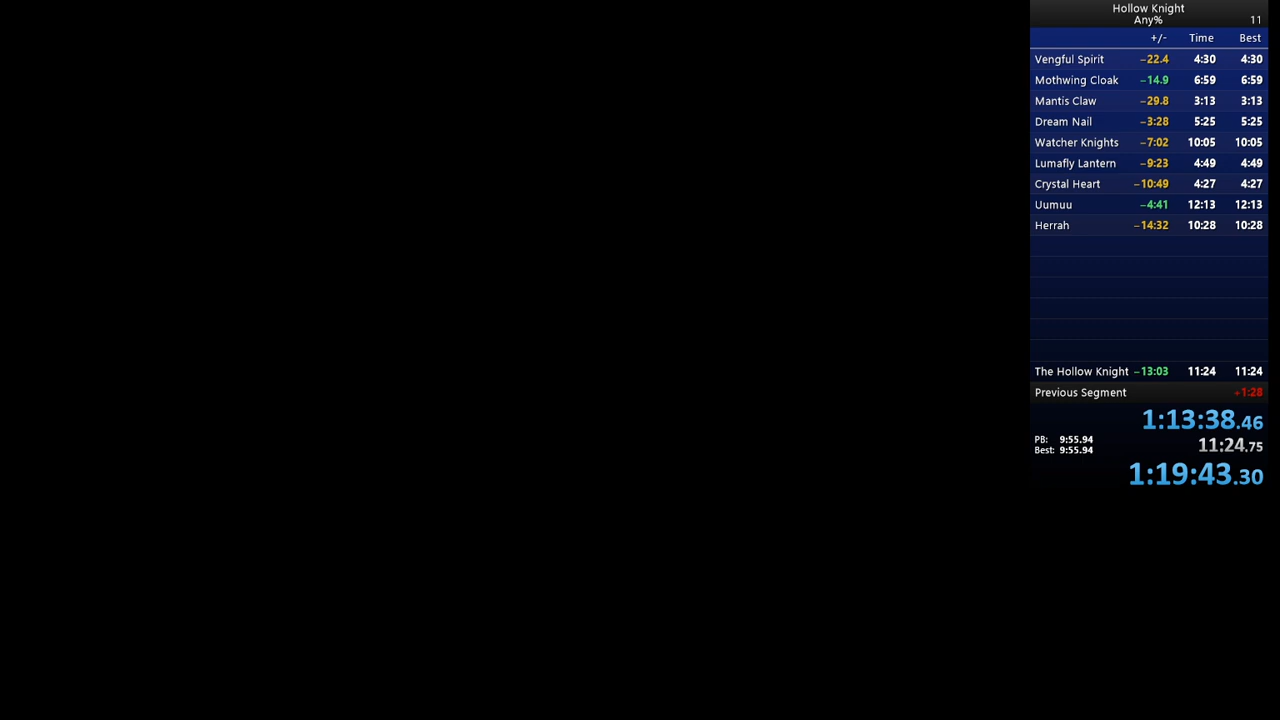 Hollow Knight
Any% 11
+/- Time Best
Vengful Spirit −22.4 4:30 4:30
Mothwing Cloak −14.9 6:59 6:59
Mantis Claw −29.8 3:13 3:13
Dream Nail −3:28 5:25 5:25
Watcher Knights −7:02 10:05 10:05
Lumafly Lantern −9:23 4:49 4:49
Crystal Heart −10:49 4:27 4:27
Uumuu −4:41 12:13 12:13
Herrah −14:32 10:28 10:28
The Hollow Knight −13:03 11:24 11:24
Previous Segment +1:28
1:13:38.46
PB: 9:55.94 11:24.75
Best: 9:55.94
1:19:43.30